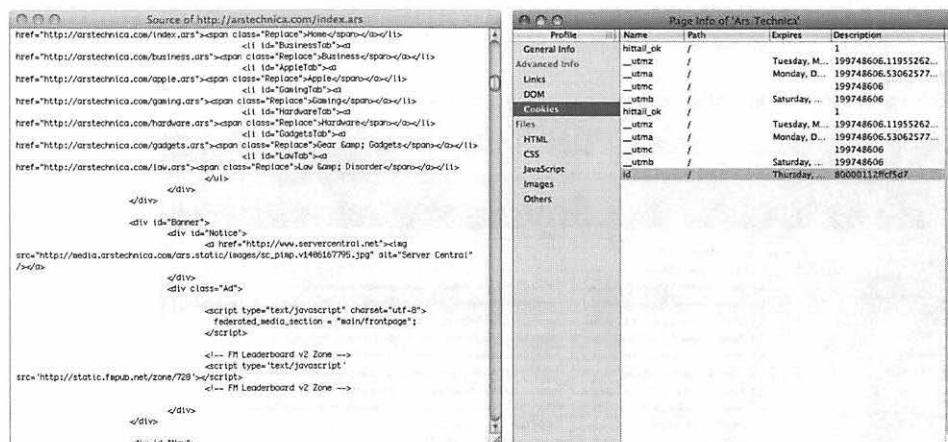 Source of http://arstechnica.com/index.ars
href="http://arstechnica.com/index.ars"><span class="Replace">Home</span></a></li>
<li id="BusinessTab"><a
href="http://arstechnica.com/business.ars"><span class="Replace">Business</span></a></li>
<li id="AppleTab"><a
href="http://arstechnica.com/apple.ars"><span class="Replace">Apple</span></a></li>
<li id="GamingTab"><a
href="http://arstechnica.com/gaming.ars"><span class="Replace">Gaming</span></a></li>
<li id="HardwareTab"><a
href="http://arstechnica.com/hardware.ars"><span class="Replace">Hardware</span></a></li>
<li id="GadgetsTab"><a
href="http://arstechnica.com/gadgets.ars"><span class="Replace">Gear &amp; Gadgets</span></a></li>
<li id="LawTab"><a
href="http://arstechnica.com/law.ars"><span class="Replace">Law &amp; Disorder</span></a></li>
</ul>
</div>
</div>
<div id="Banner">
<div id="Notice">
<a href="http://www.servercentral.net"><img
src="http://media.arstechnica.com/ars.static/images/sc_pimp.v1406167795.jpg" alt="Server Central"
/></a>
</div>
<div class="Ad">
<script type="text/javascript" charset="utf-8">
federated_media_section = "main/frontpage";
</script>
<!-- FM Leaderboard v2 Zone -->
<script type='text/javascript'
src='http://static.fmpub.net/zone/728'></script>
<!-- FM Leaderboard v2 Zone -->
</div>
</div>
Page Info of 'Ars Technica'
Profile Name Path Expires Description
General Info
Advanced Info
Links
DOM
Cookies
Files
HTML
CSS
JavaScript
Images
Others
hittail_ok / 1
__utmz / Tuesday, M... 199748606.11955262...
__utma / Monday, D... 199748606.53062577...
__utmc / 199748606
__utmb / Saturday, ... 199748606
hittail_ok / 1
__utmz / Tuesday, M... 199748606.11955262...
__utma / Monday, D... 199748606.53062577...
__utmc / 199748606
__utmb / Saturday, ... 199748606
id / Thursday, ... 80000112ffcf5d7